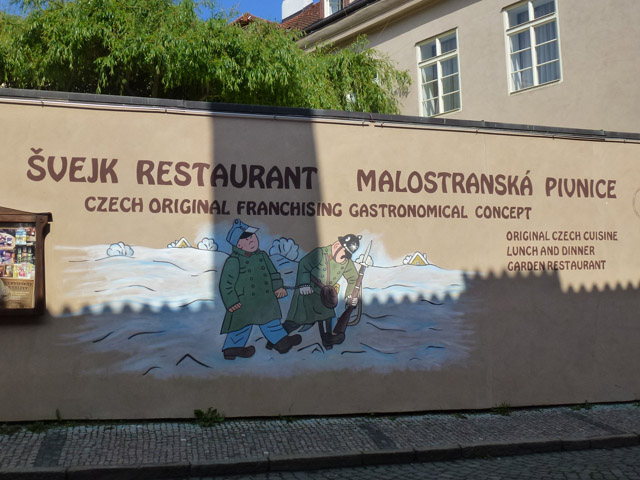 ŠVEJK RESTAURANT MALOSTRANSKÁ PIVNICE
CZECH ORIGINAL FRANCHISING GASTRONOMICAL CONCEPT
ORIGINAL CZECH CUISINE
LUNCH AND DINNER
GARDEN RESTAURANT